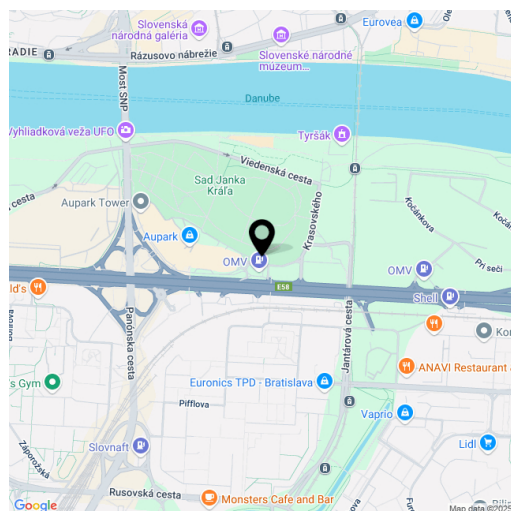 Slovenská
národná galéria
Eurovea
RADIE
Rázusovo nábrežie
Slovenské národné
múzeum...
Most SNP
Danube
Vyhliadková veža UFO
Tyršák
Viedenská cesta
Sad Janka
Kráľa
Aupark Tower
Krasovského
Kočánkova
cesta
Aupark
OMV
OMV
Pri seči
E58
Shell
ld's
Panónska cesta
Jantárová cesta
ANAVI Restaurant
s Gym
Euronics TPD - Bratislava
Pifflova
Vaprio
Slovnaft
Lidl
Záporožská
Rusovská cesta
Monsters Cafe and Bar
Google
Map data ©2025